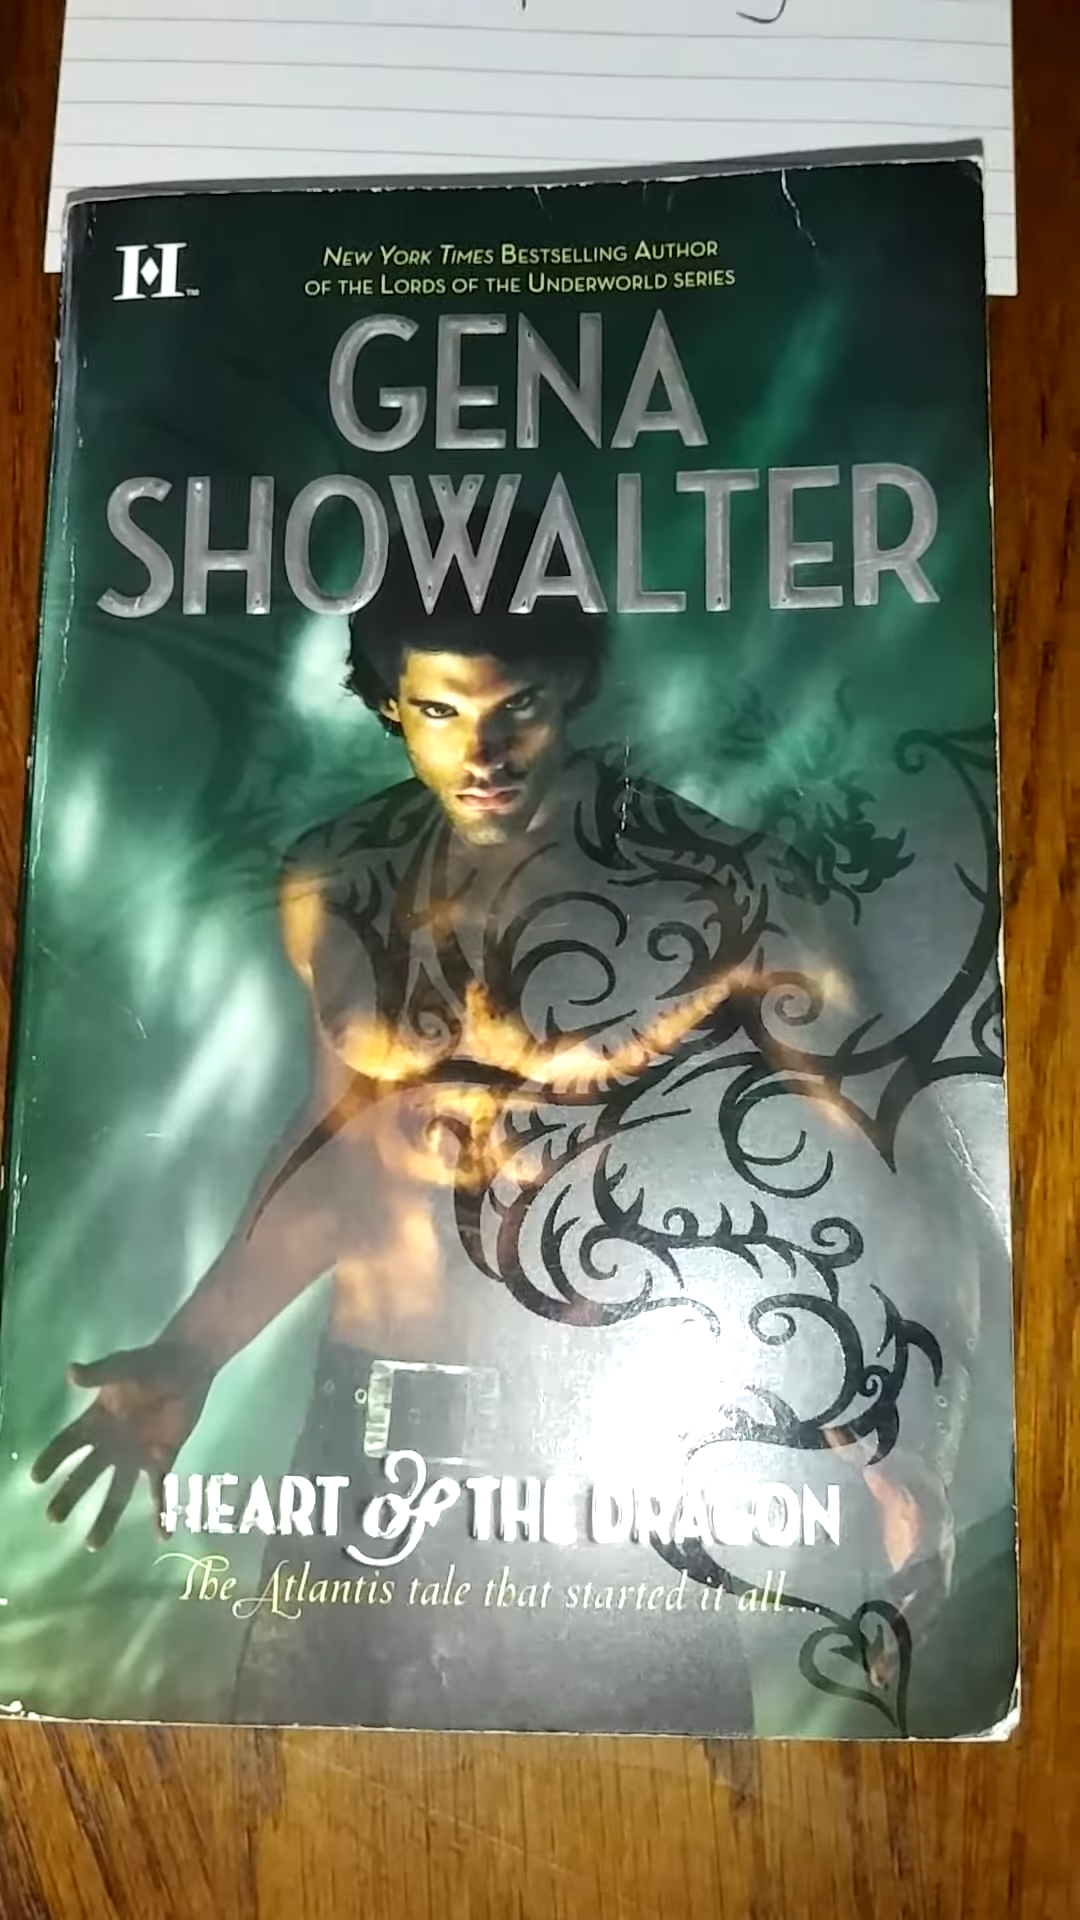 H™
NEW YORK TIMES BESTSELLING AUTHOR
OF THE LORDS OF THE UNDERWORLD SERIES
GENA
SHOWALTER
HEART of THE DRAGON
The Atlantis tale that started it all...